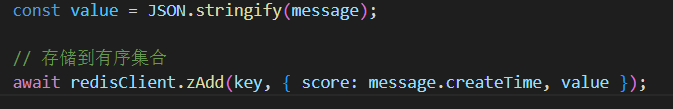 const value = JSON.stringify(message);
// 存储到有序集合
await redisClient.zAdd(key, { score: message.createTime, value });